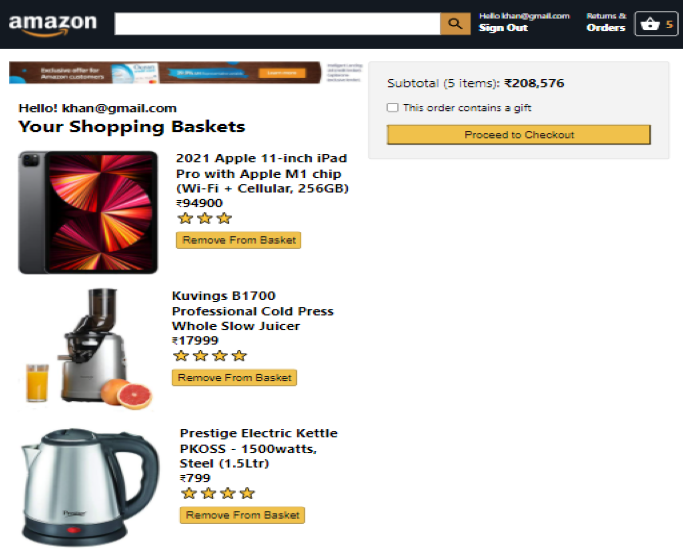 amazon
Hello khan@gmail.com
Sign Out
Returns &
Orders
5
Exclusive offer for
Amazon customers
Hello! khan@gmail.com
Your Shopping Baskets
2021 Apple 11-inch iPad
Pro with Apple M1 chip
(Wi-Fi + Cellular, 256GB)
₹94900
Remove From Basket
Kuvings B1700
Professional Cold Press
Whole Slow Juicer
₹17999
Remove From Basket
Prestige Electric Kettle
PKOSS - 1500watts,
Steel (1.5Ltr)
₹799
Remove From Basket
Subtotal (5 items): ₹208,576
This order contains a gift
Proceed to Checkout